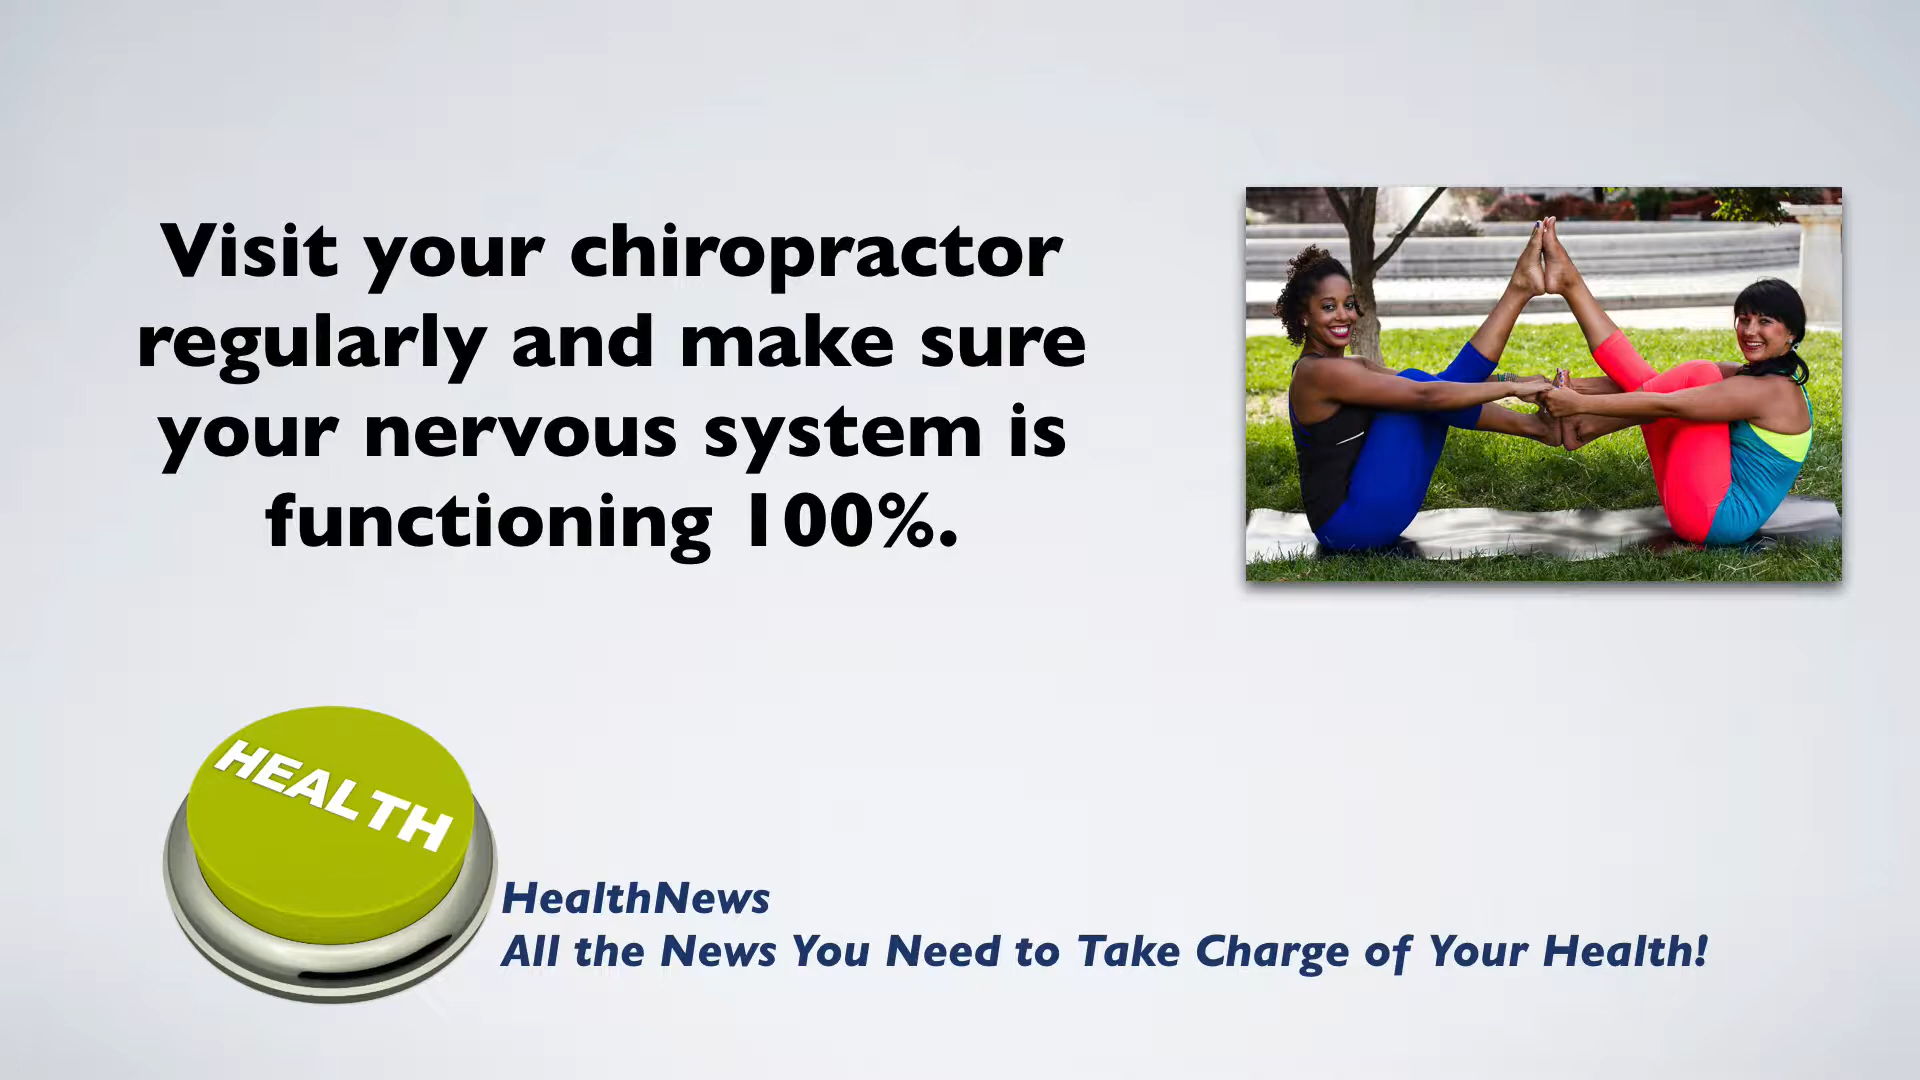 Visit your chiropractor
regularly and make sure
your nervous system is
functioning 100%.
HEALTH
HealthNews
All the News You Need to Take Charge of Your Health!